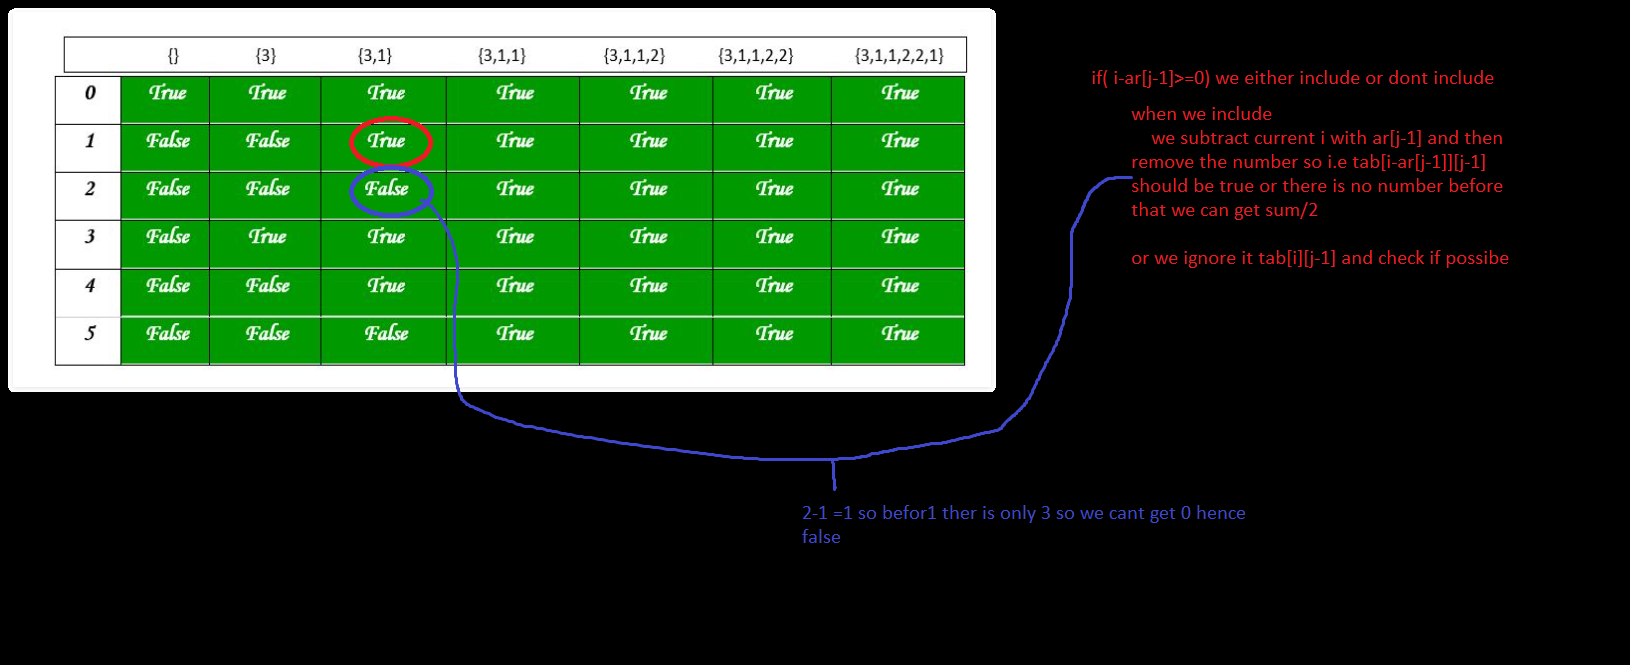 {} {3} {3,1} {3,1,1} {3,1,1,2} {3,1,1,2,2} {3,1,1,2,2,1}
0 True True True True True True True
1 False False True True True True True
2 False False False True True True True
3 False True True True True True True
4 False False True True True True True
5 False False False True True True True
if( i-ar[j-1]>=0) we either include or dont include
when we include
we subtract current i with ar[j-1] and then
remove the number so i.e tab[i-ar[j-1]][j-1]
should be true or there is no number before
that we can get sum/2
or we ignore it tab[i][j-1] and check if possibe
2-1 =1 so befor1 ther is only 3 so we cant get 0 hence
false